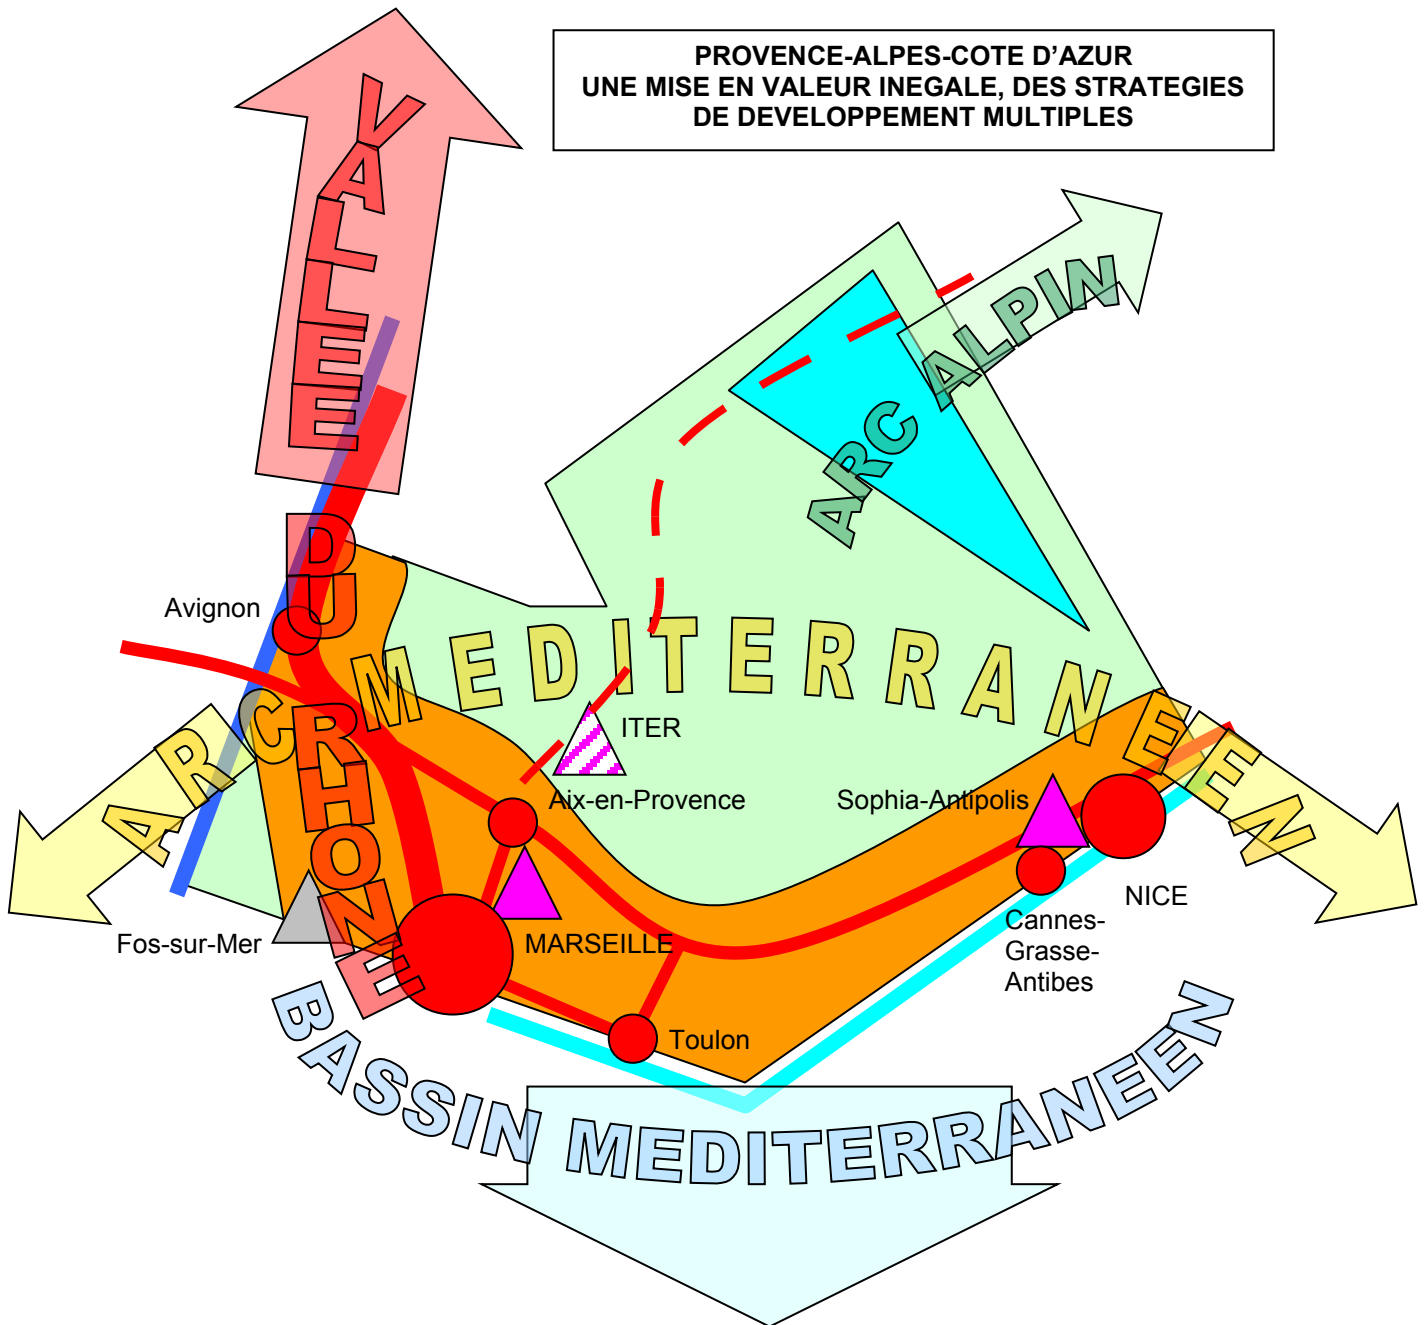 PROVENCE-ALPES-COTE D'AZUR
UNE MISE EN VALEUR INEGALE, DES STRATEGIES
DE DEVELOPPEMENT MULTIPLES
VALLEE DU RHONE
ARC ALPIN
Avignon
ARC MEDITERRANEEN
ITER
Aix-en-Provence
Sophia-Antipolis
NICE
Fos-sur-Mer
MARSEILLE
Cannes-
Grasse-
Antibes
Toulon
BASSIN MEDITERRANEEN